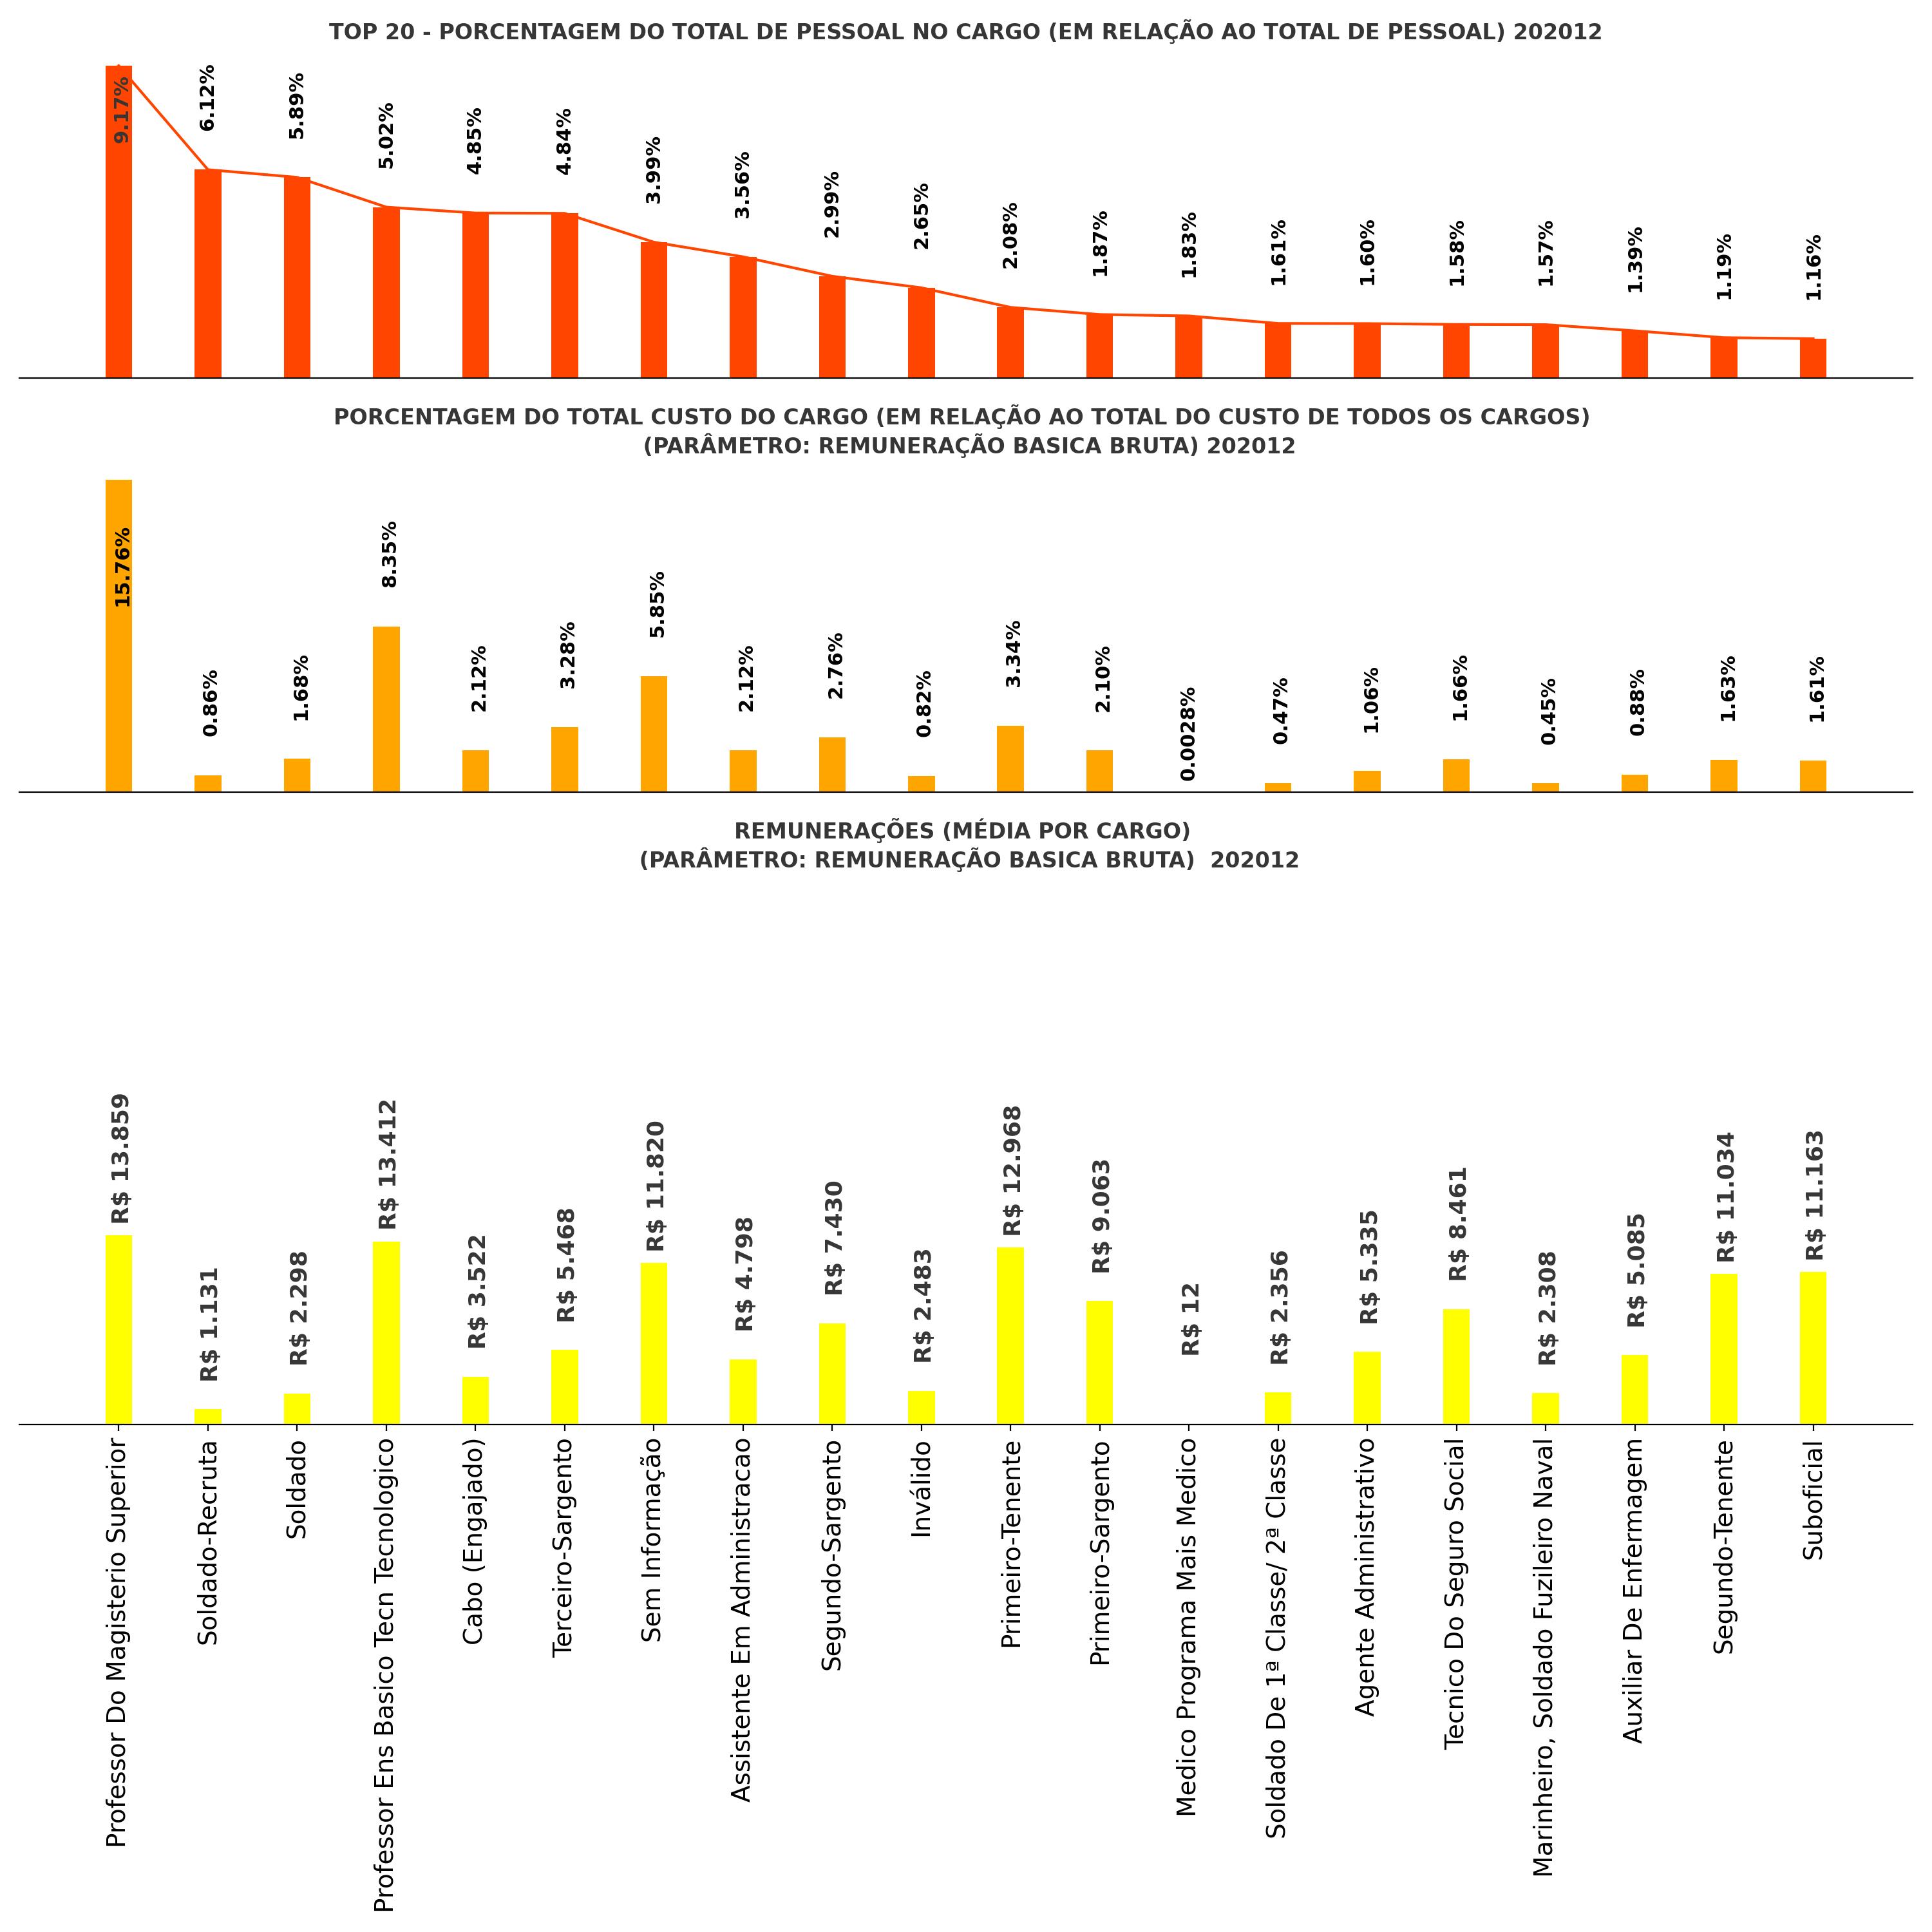 TOP 20 - PORCENTAGEM DO TOTAL DE PESSOAL NO CARGO (EM RELAÇÃO AO TOTAL DE PESSOAL) 202012
9.17%
6.12%
5.89%
5.02%
4.85%
4.84%
3.99%
3.56%
2.99%
2.65%
2.08%
1.87%
1.83%
1.61%
1.60%
1.58%
1.57%
1.39%
1.19%
1.16%
PORCENTAGEM DO TOTAL CUSTO DO CARGO (EM RELAÇÃO AO TOTAL DO CUSTO DE TODOS OS CARGOS)
(PARÂMETRO: REMUNERAÇÃO BASICA BRUTA) 202012
15.76%
0.86%
1.68%
8.35%
2.12%
3.28%
5.85%
2.12%
2.76%
0.82%
3.34%
2.10%
0.0028%
0.47%
1.06%
1.66%
0.45%
0.88%
1.63%
1.61%
REMUNERAÇÕES (MÉDIA POR CARGO)
(PARÂMETRO: REMUNERAÇÃO BASICA BRUTA)  202012
R$ 13.859
R$ 1.131
R$ 2.298
R$ 13.412
R$ 3.522
R$ 5.468
R$ 11.820
R$ 4.798
R$ 7.430
R$ 2.483
R$ 12.968
R$ 9.063
R$ 12
R$ 2.356
R$ 5.335
R$ 8.461
R$ 2.308
R$ 5.085
R$ 11.034
R$ 11.163
Professor Do Magisterio Superior
Soldado-Recruta
Soldado
Professor Ens Basico Tecn Tecnologico
Cabo (Engajado)
Terceiro-Sargento
Sem Informação
Assistente Em Administracao
Segundo-Sargento
Inválido
Primeiro-Tenente
Primeiro-Sargento
Medico Programa Mais Medico
Soldado De 1ª Classe/ 2ª Classe
Agente Administrativo
Tecnico Do Seguro Social
Marinheiro, Soldado Fuzileiro Naval
Auxiliar De Enfermagem
Segundo-Tenente
Suboficial